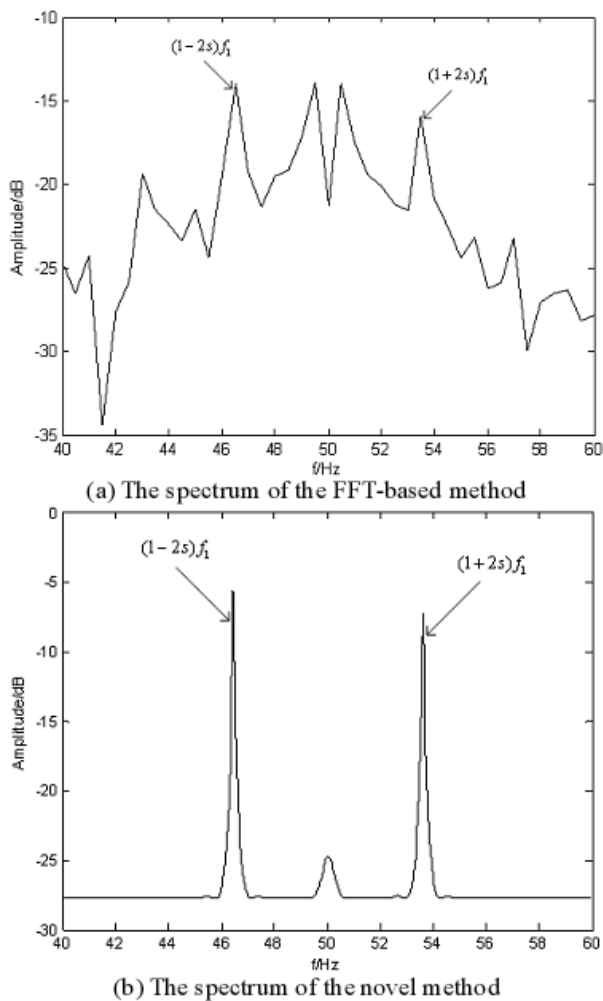 -10
(1-2s)f₁
(1+2s)f₁
-15
-20
-25
-30
-35
Amplitude/dB
40 42 44 46 48 50 52 54 56 58 60
f/Hz
(a) The spectrum of the FFT-based method
0
(1-2s)f₁
(1+2s)f₁
-5
-10
-15
-20
-25
-30
Amplitude/dB
40 42 44 46 48 50 52 54 56 58 60
f/Hz
(b) The spectrum of the novel method